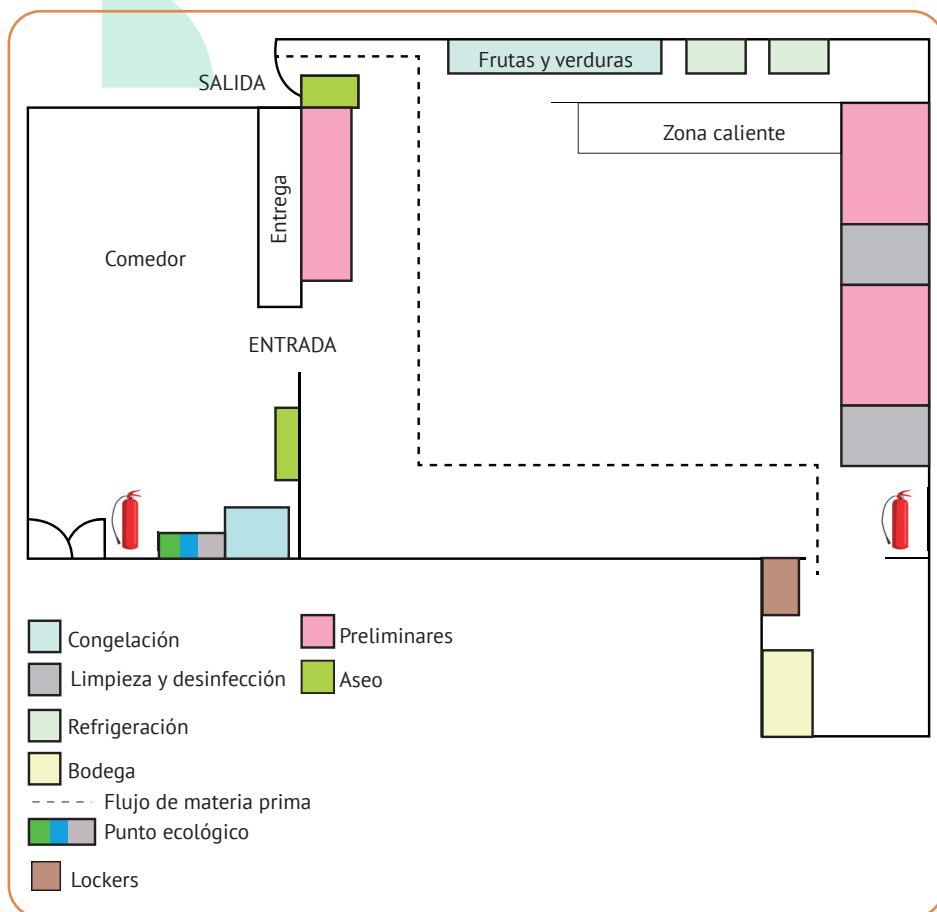 Frutas y verduras
SALIDA
Zona caliente
Entrega
Comedor
ENTRADA
Congelación
Preliminares
Limpieza y desinfección
Aseo
Refrigeración
Bodega
Flujo de materia prima
Punto ecológico
Lockers